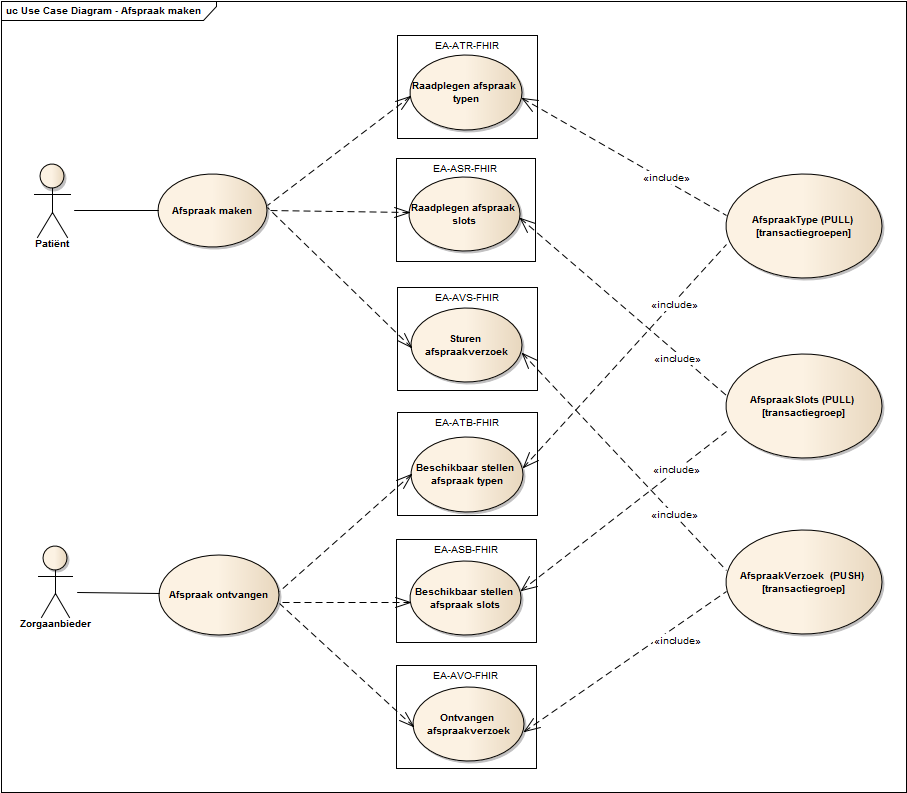 uc Use Case Diagram - Afspraak maken
EA-ATR-FHIR
Raadplegen afspraak
typen
«include»
EA-ASR-FHIR
Raadplegen afspraak
slots
Patiënt
Afspraak maken
AfspraakType (PULL)
[transactiegroepen]
EA-AVS-FHIR
Sturen
afspraakverzoek
«include»
«include»
AfspraakSlots (PULL)
[transactiegroep]
EA-ATB-FHIR
Beschikbaar stellen
afspraak typen
«include»
«include»
EA-ASB-FHIR
Beschikbaar stellen
afspraak slots
Zorgaanbieder
Afspraak ontvangen
AfspraakVerzoek (PUSH)
[transactiegroep]
«include»
EA-AVO-FHIR
Ontvangen
afspraakverzoek